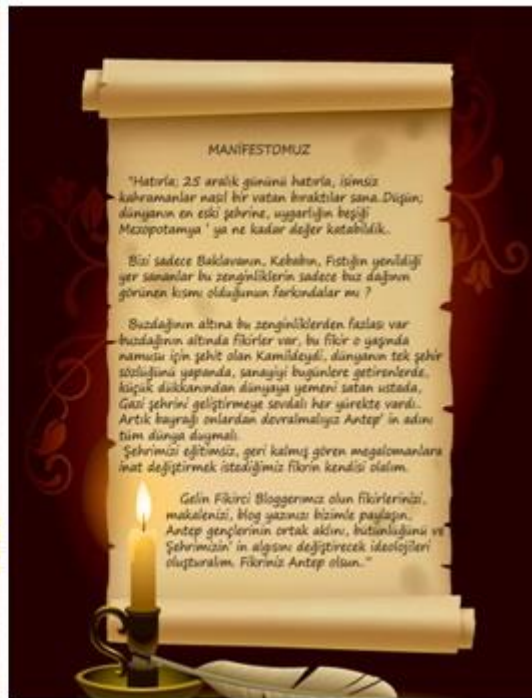 MANİFESTOMUZ
"Hatırla; 25 aralık gününü hatırla, isimsiz
kahramanlar nasıl bir vatan bıraktılar sana..Düşün;
dünyanın en eski şehrine, uygarlığın beşiği
Mezopotamya ' ya ne kadar değer katabildik..
Bizi sadece Baklavanın, Kebabın, Fıstığın yenildiği
yer sananlar bu zenginliklerin sadece buz dağının
görünen kısmı olduğunun farkındalar mı ?
Buzdağının altına bu zenginliklerden fazlası var
buzdağının altında fikirler var, bu fikir o yaşında
namusu için şehit olan Kamildeydi, dünyanın tek şehir
sözlüğünü yapanda, sanayiyi bugünlere getirenlerde,
küçük dükkanından dünyaya yemeni satan ustada,
Gazi şehrini geliştirmeye sevdalı her yürekte vardı..
Artık bayrağı onlardan devralmalıyız Antep' in adını
tüm dünya duymalı.
Şehrimizi eğitimsiz, geri kalmış gören megalomanlara
inat değiştirmek istediğimiz fikrin kendisi olalım.
Gelin Fikirci Bloggerımız olun fikirlerinizi,
makalenizi, blog yazınızı bizimle paylaşın,
Antep gençlerinin ortak aklını, bütünlüğünü ve
Şehrimizin' in algısını değiştirecek ideolojileri
oluşturalım. Fikriniz Antep olsun.."